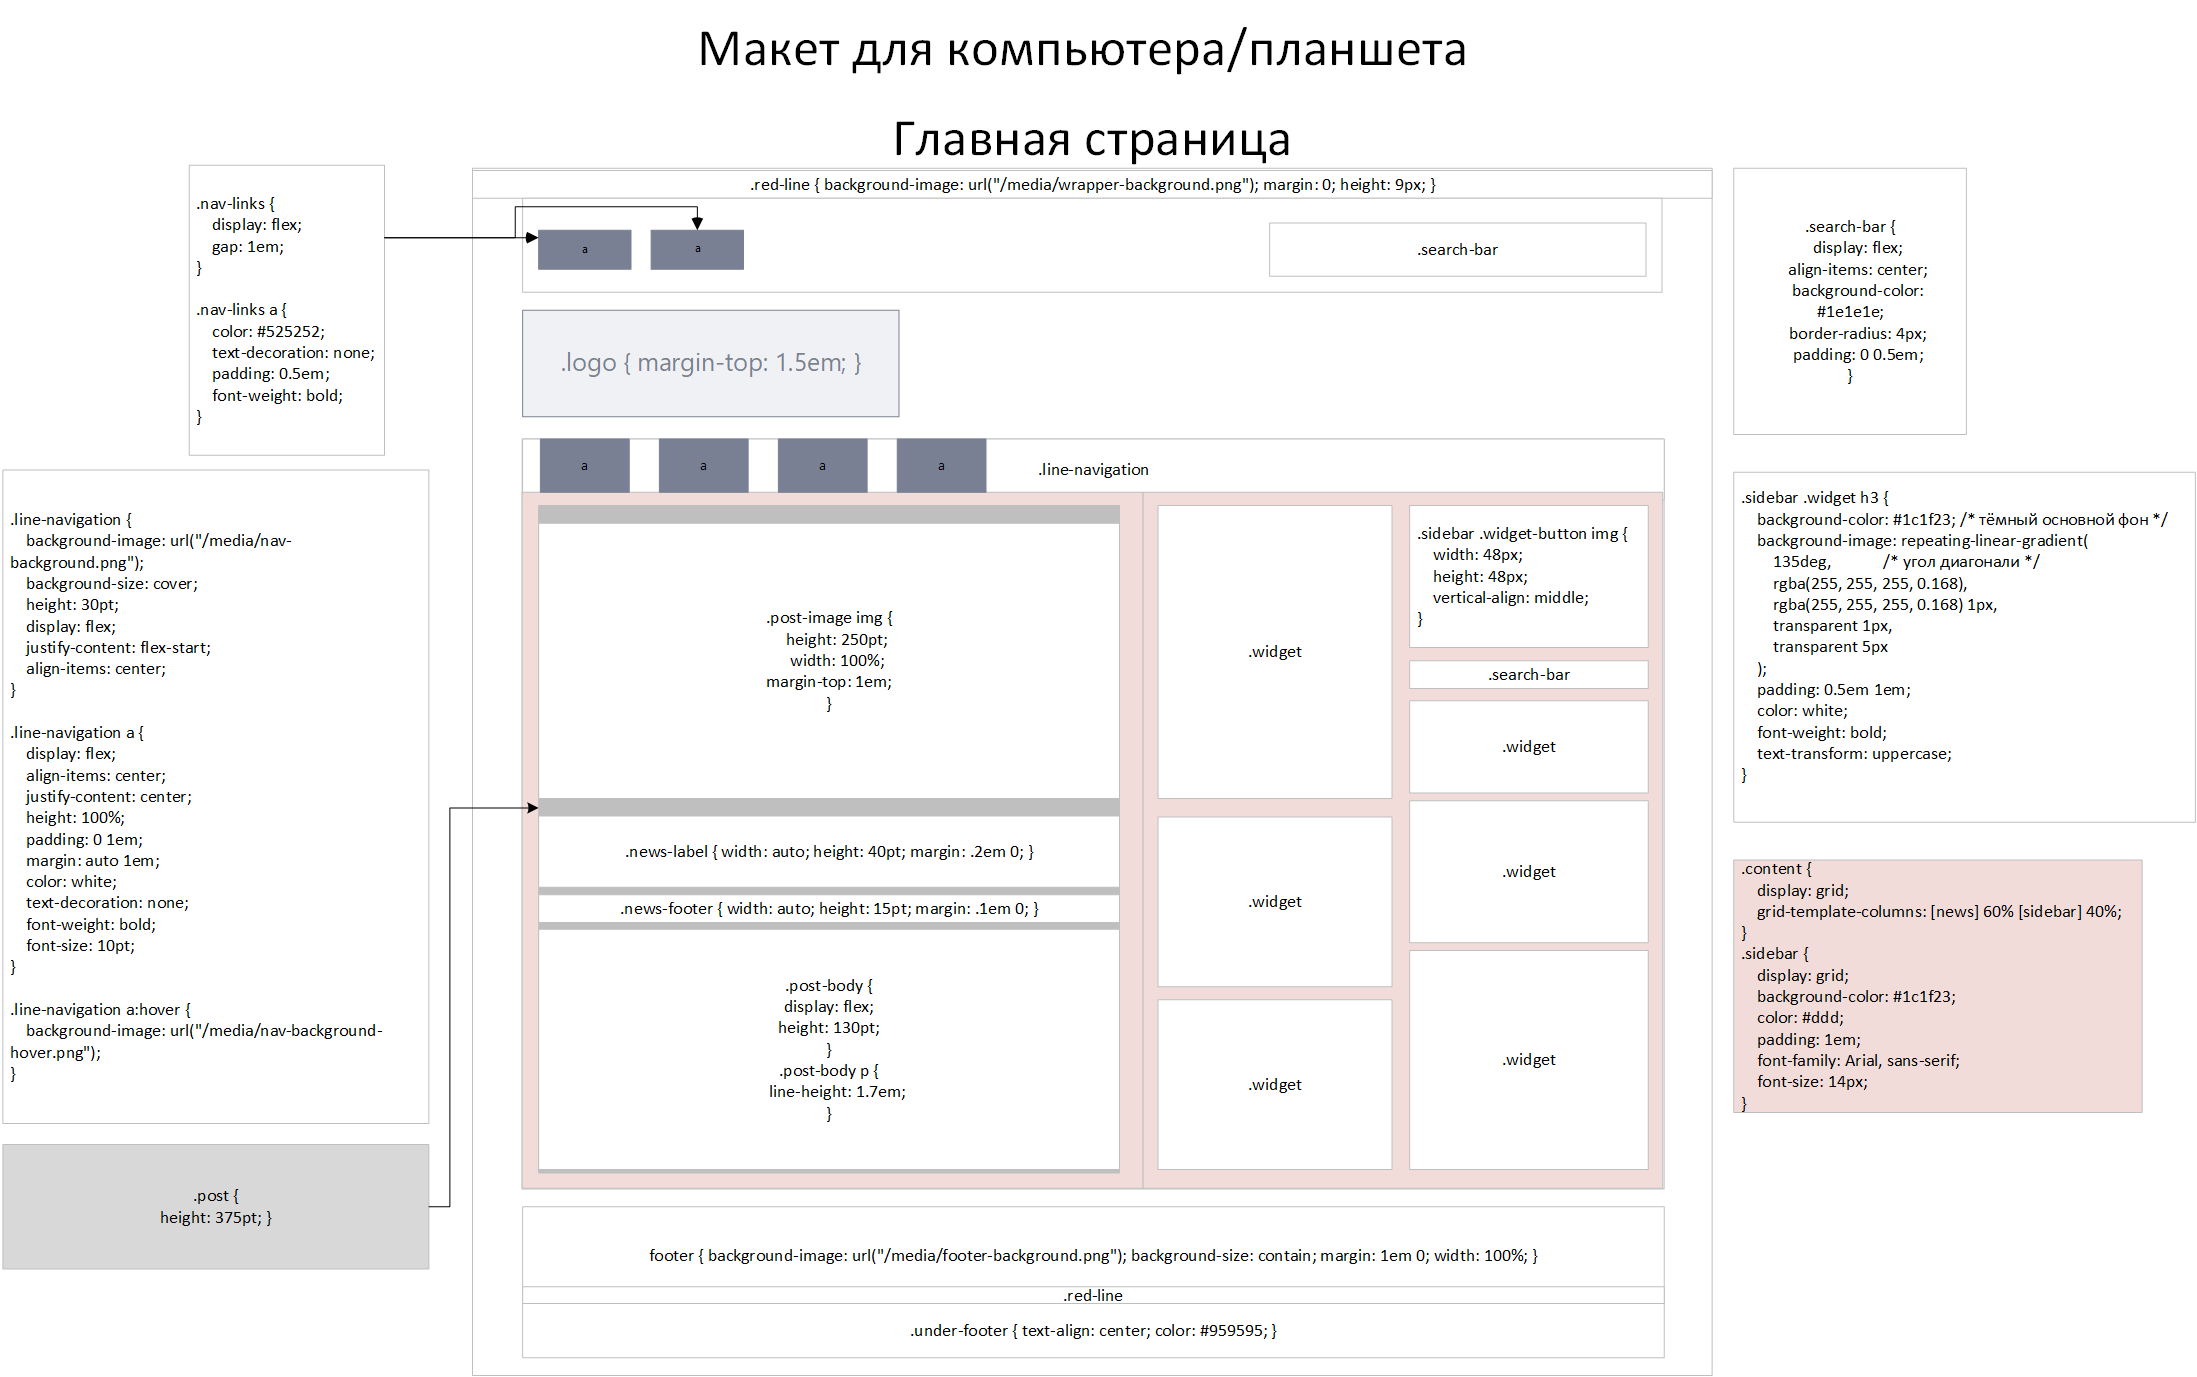 Макет для компьютера/планшета
Главная страница
.nav-links {
display: flex;
gap: 1em;
}
.nav-links a {
color: #525252;
text-decoration: none;
padding: 0.5em;
font-weight: bold;
}
.line-navigation {
background-image: url("/media/nav-
background.png");
background-size: cover;
height: 30pt;
display: flex;
justify-content: flex-start;
align-items: center;
}
.line-navigation a {
display: flex;
align-items: center;
justify-content: center;
height: 100%;
padding: 0 1em;
margin: auto 1em;
color: white;
text-decoration: none;
font-weight: bold;
font-size: 10pt;
}
.line-navigation a:hover {
background-image: url("/media/nav-background-
hover.png");
}
.post {
height: 375pt; }
.red-line { background-image: url("/media/wrapper-background.png"); margin: 0; height: 9px; }
a
a
.search-bar
.logo { margin-top: 1.5em; }
a
a
a
a
.line-navigation
.post-image img {
height: 250pt;
width: 100%;
margin-top: 1em;
}
.news-label { width: auto; height: 40pt; margin: .2em 0; }
.news-footer { width: auto; height: 15pt; margin: .1em 0; }
.post-body {
display: flex;
height: 130pt;
}
.post-body p {
line-height: 1.7em;
}
.widget
.widget
.widget
.sidebar .widget-button img {
width: 48px;
height: 48px;
vertical-align: middle;
}
.search-bar
.widget
.widget
.widget
footer { background-image: url("/media/footer-background.png"); background-size: contain; margin: 1em 0; width: 100%; }
.red-line
.under-footer { text-align: center; color: #959595; }
.search-bar {
display: flex;
align-items: center;
background-color:
#1e1e1e;
border-radius: 4px;
padding: 0 0.5em;
}
.sidebar .widget h3 {
background-color: #1c1f23; /* тёмный основной фон */
background-image: repeating-linear-gradient(
135deg, /* угол диагонали */
rgba(255, 255, 255, 0.168),
rgba(255, 255, 255, 0.168) 1px,
transparent 1px,
transparent 5px
);
padding: 0.5em 1em;
color: white;
font-weight: bold;
text-transform: uppercase;
}
.content {
display: grid;
grid-template-columns: [news] 60% [sidebar] 40%;
}
.sidebar {
display: grid;
background-color: #1c1f23;
color: #ddd;
padding: 1em;
font-family: Arial, sans-serif;
font-size: 14px;
}